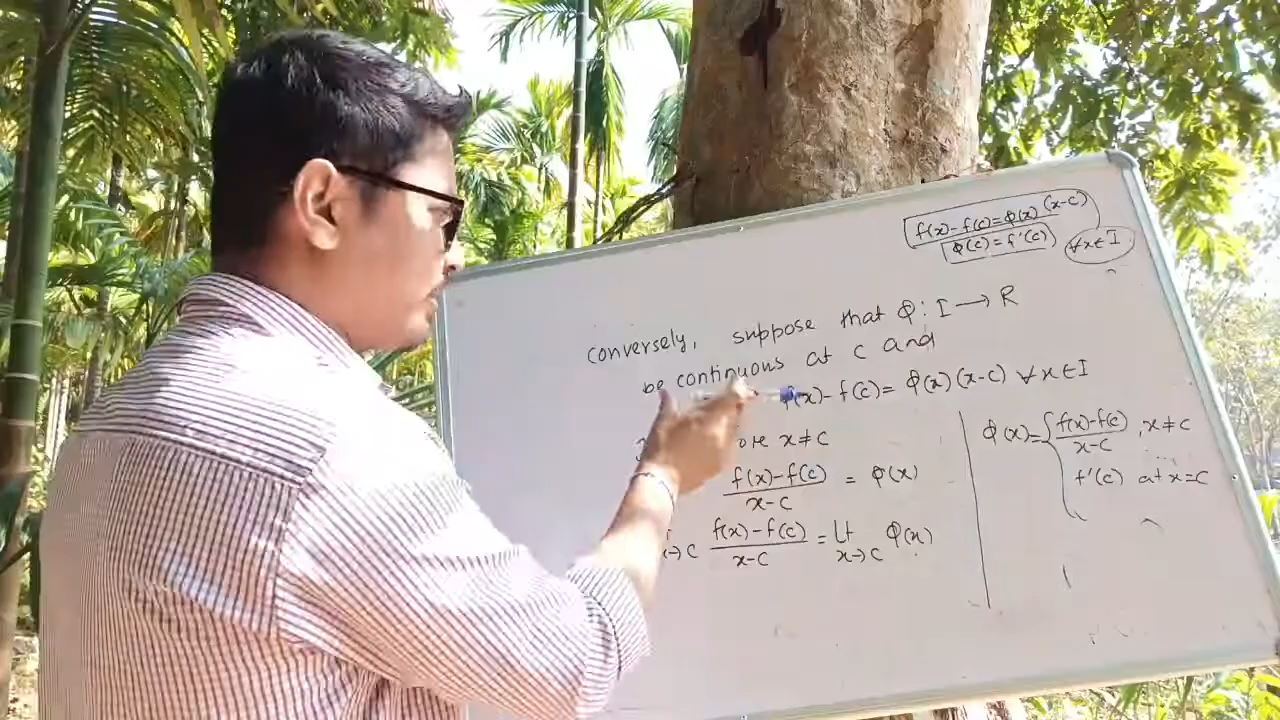 f(x)-f(c)=Φ(x)(x-c)
Φ(c)=f'(c)
∀x∈I
conversely, suppose that Φ: I → R
be continuous at c and
f(x)-f(c)= Φ(x)(x-c) ∀x∈I
x≠c
f(x)-f(c)/x-c = Φ(x)
x→c f(x)-f(c)/x-c = Lt x→c Φ(x)
Φ(x)={ f(x)-f(c)/x-c , x≠c
f'(c) at x=c